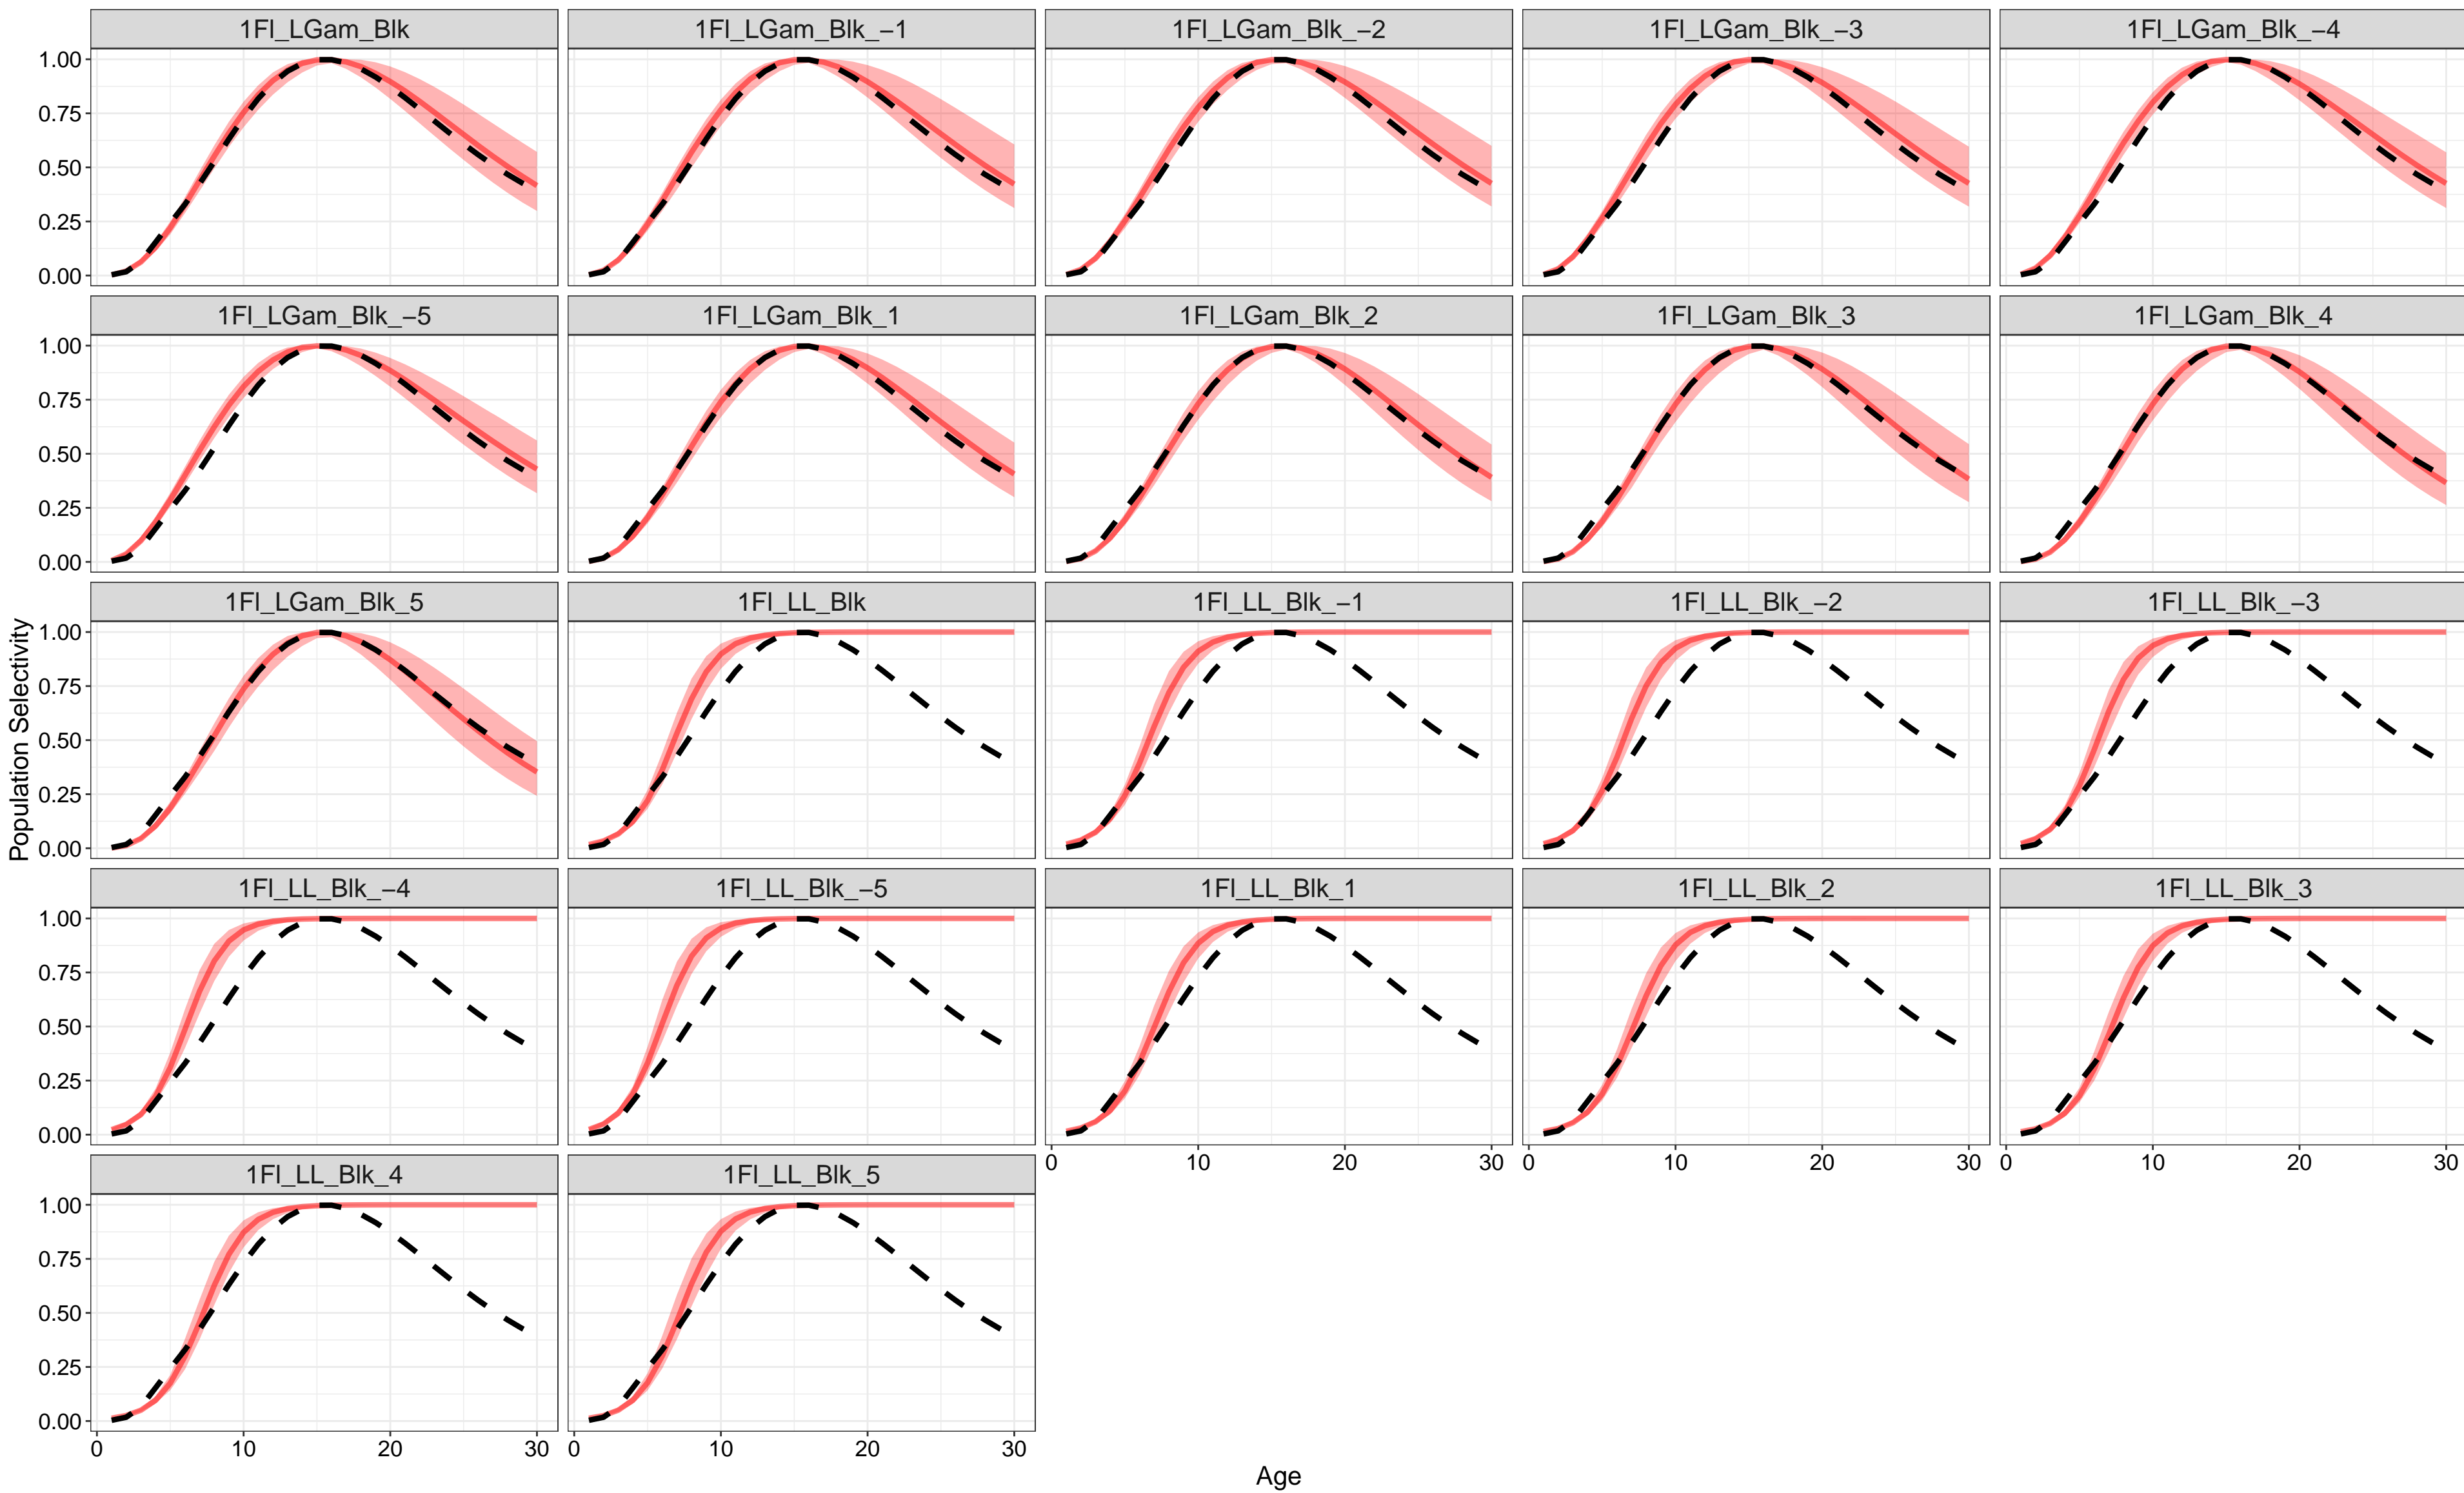 1Fl_LGam_Blk
1Fl_LGam_Blk_−1
1Fl_LGam_Blk_−2
1Fl_LGam_Blk_−3
1Fl_LGam_Blk_−4
1.00
0.75
0.50
0.25
0.00
1Fl_LGam_Blk_−5
1Fl_LGam_Blk_1
1Fl_LGam_Blk_2
1Fl_LGam_Blk_3
1Fl_LGam_Blk_4
1.00
0.75
0.50
0.25
0.00
1Fl_LGam_Blk_5
1Fl_LL_Blk
1Fl_LL_Blk_−1
1Fl_LL_Blk_−2
1Fl_LL_Blk_−3
Population Selectivity
1.00
0.75
0.50
0.25
0.00
1Fl_LL_Blk_−4
1Fl_LL_Blk_−5
1Fl_LL_Blk_1
1Fl_LL_Blk_2
1Fl_LL_Blk_3
1.00
0.75
0.50
0.25
0.00
0 10 20 30
0 10 20 30
0 10 20 30
1Fl_LL_Blk_4
1Fl_LL_Blk_5
1.00
0.75
0.50
0.25
0.00
0 10 20 30
0 10 20 30
Age